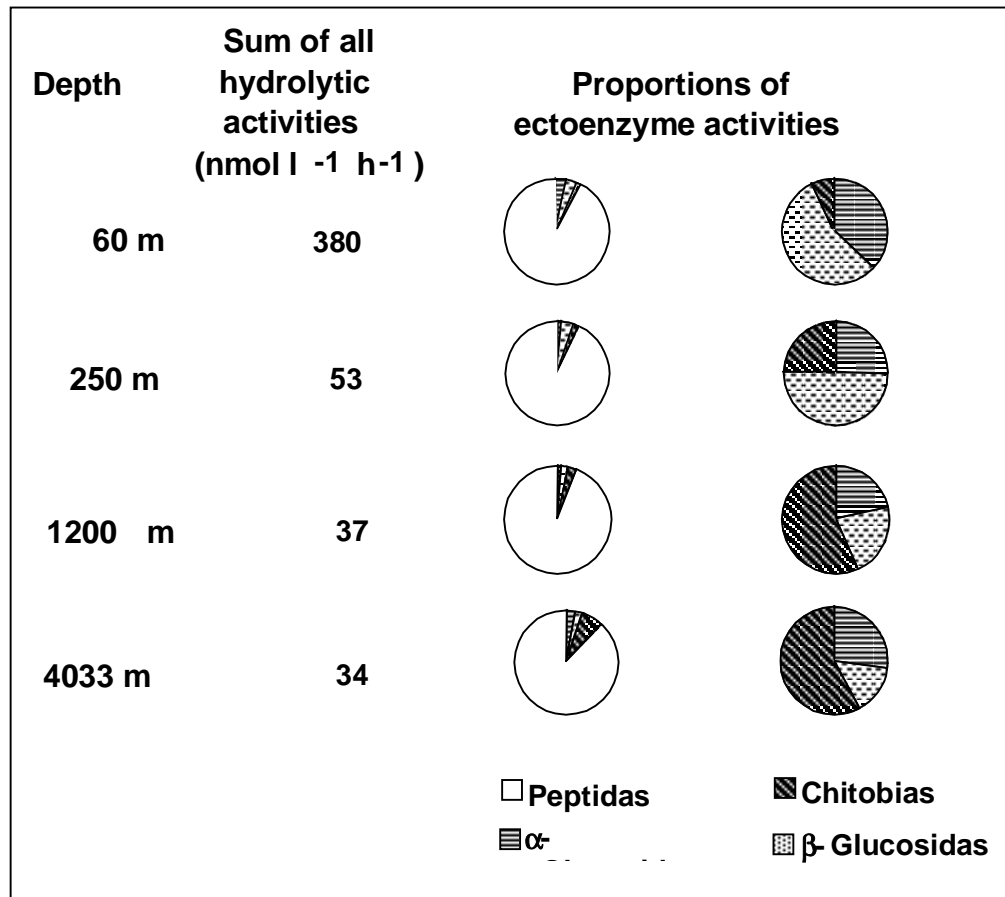 Depth
Sum of all
hydrolytic
activities
(nmol l -1 h-1 )
Proportions of
ectoenzyme activities
60 m
380
250 m
53
1200 m
37
4033 m
34
Peptidas
Chitobias
α-
β- Glucosidas